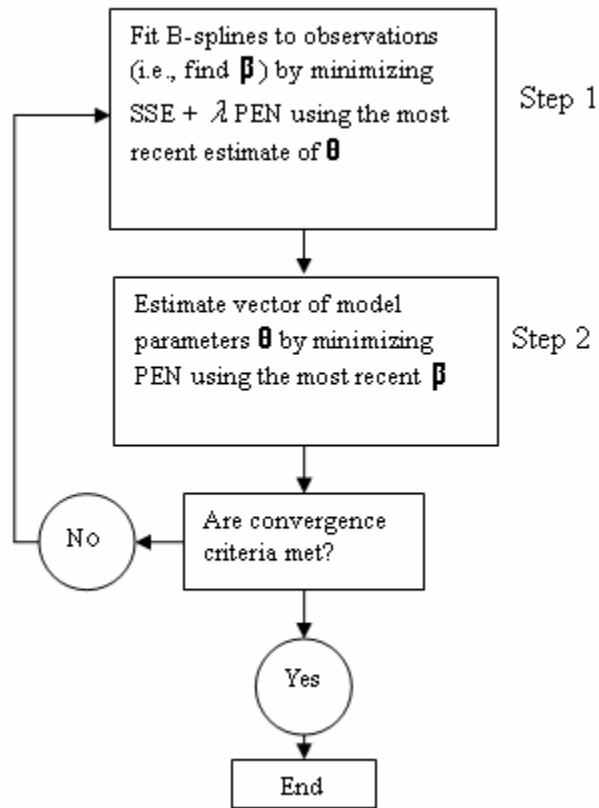 Fit B-splines to observations
(i.e., find β) by minimizing
SSE + λ PEN using the most
recent estimate of θ
Step 1
Estimate vector of model
parameters θ by minimizing
PEN using the most recent β
Step 2
Are convergence
criteria met?
No
Yes
End